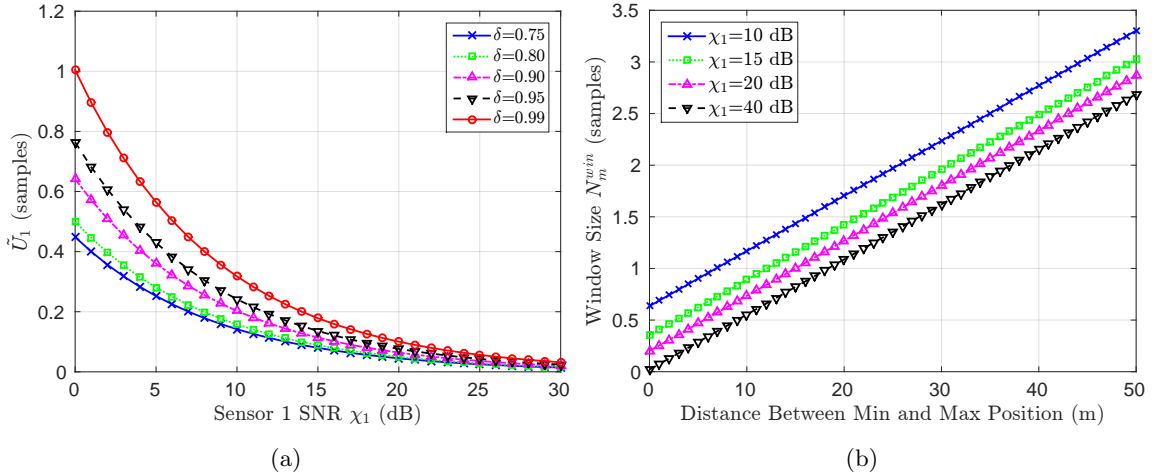 1.2
1
0.8
0.6
0.4
0.2
0
0 5 10 15 20 25 30
Ũ₁ (samples)
Sensor 1 SNR χ₁ (dB)
δ=0.75
δ=0.80
δ=0.90
δ=0.95
δ=0.99
(a)
3.5
3
2.5
2
1.5
1
0.5
0
0 10 20 30 40 50
Window Size N_m^{win} (samples)
Distance Between Min and Max Position (m)
χ₁=10 dB
χ₁=15 dB
χ₁=20 dB
χ₁=40 dB
(b)